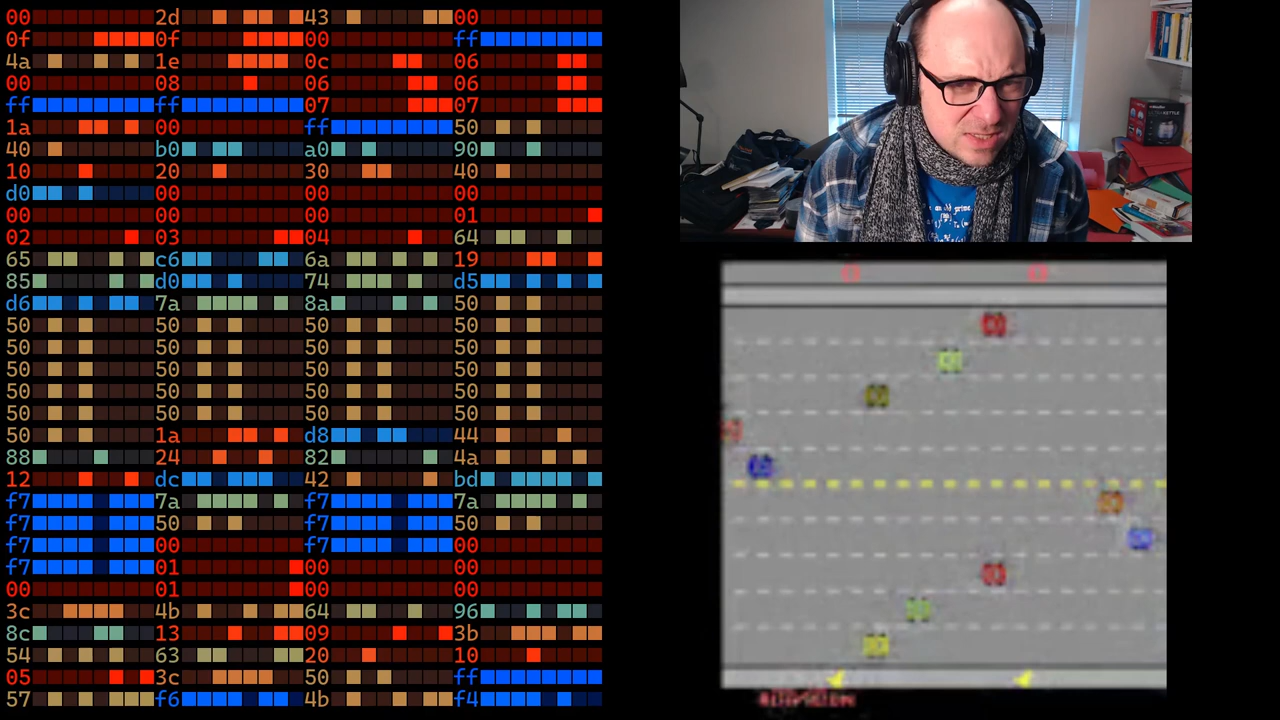 00 2d 43 00
0f 0f 00 ff
4a 1e 0c 06
00 08 06 06
ff ff 07 07
1a 00 ff 50
40 b0 a0 90
10 20 30 40
d0 00 00 00
00 00 00 01
02 03 04 64
65 c6 6a 19
85 d0 74 d5
d6 7a 8a 50
50 50 50 50
50 50 50 50
50 50 50 50
50 50 50 50
50 50 50 50
50 1a d8 44
88 24 82 4a
12 dc 42 bd
f7 7a f7 7a
f7 50 f7 50
f7 00 f7 00
f7 01 00 00
00 01 00 00
3c 4b 64 96
8c 13 09 3b
54 63 20 10
05 3c 50 ff
57 f6 4b f4